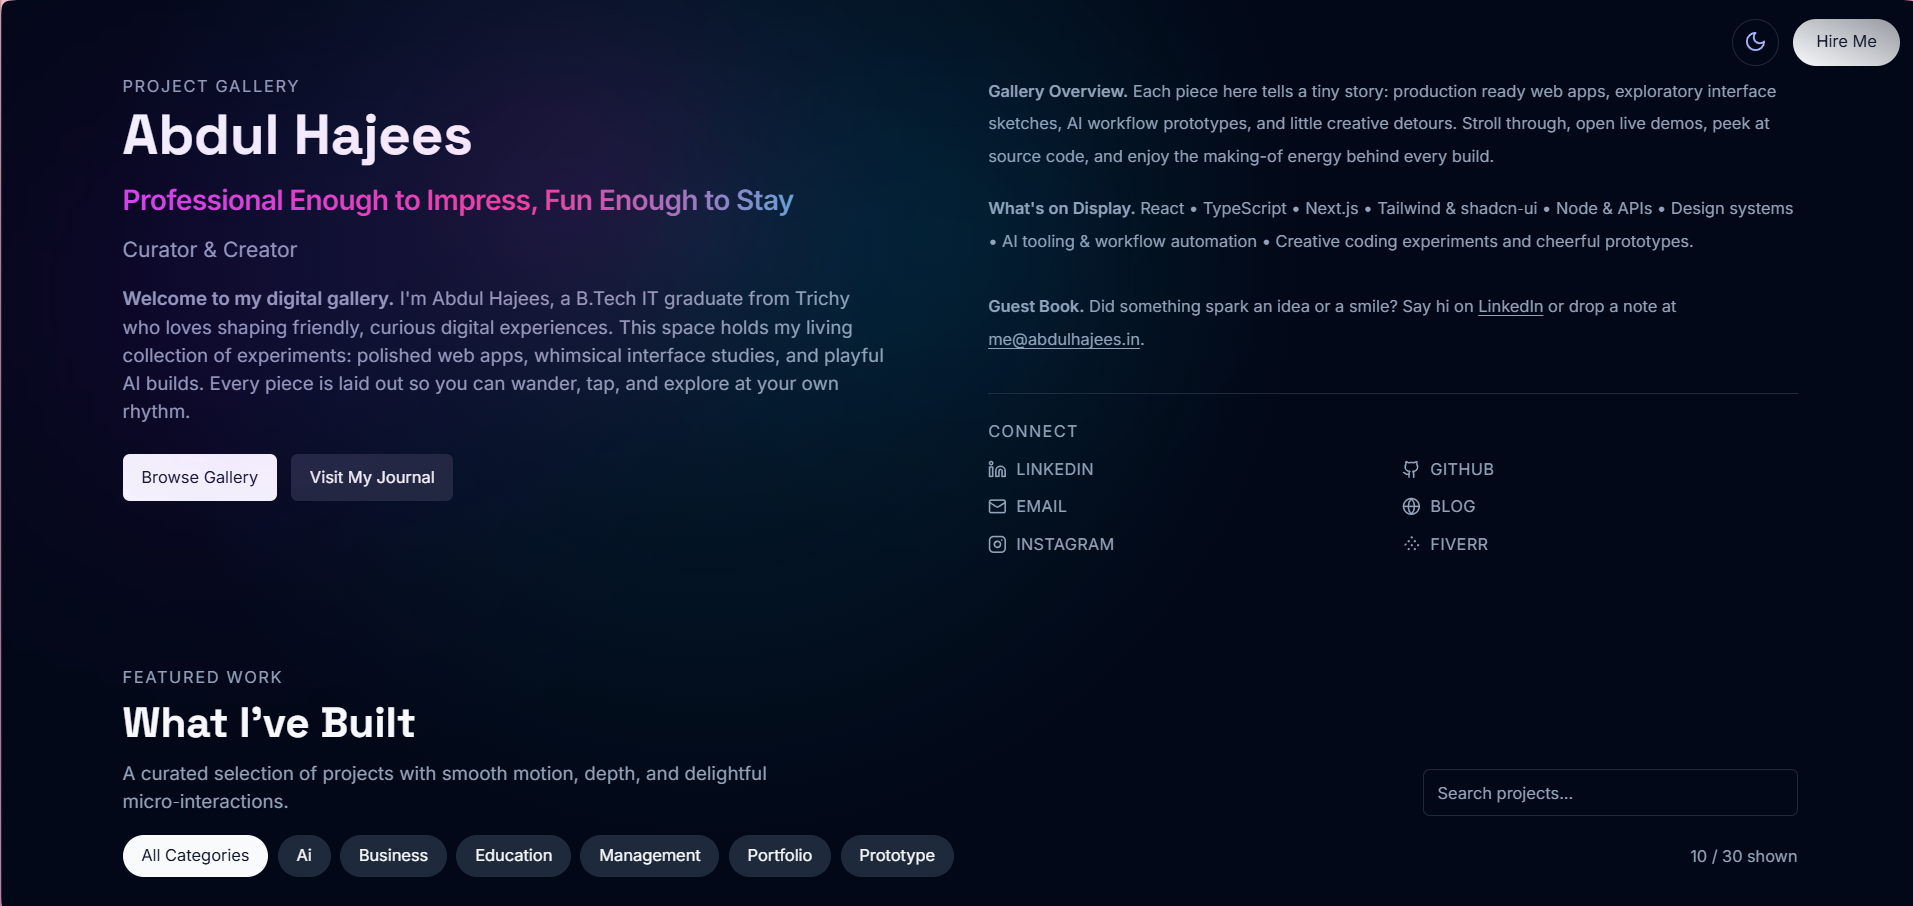 Hire Me
PROJECT GALLERY
Abdul Hajees
Professional Enough to Impress, Fun Enough to Stay
Curator & Creator
Welcome to my digital gallery. I'm Abdul Hajees, a B.Tech IT graduate from Trichy
who loves shaping friendly, curious digital experiences. This space holds my living
collection of experiments: polished web apps, whimsical interface studies, and playful
AI builds. Every piece is laid out so you can wander, tap, and explore at your own
rhythm.
Browse Gallery
Visit My Journal
Gallery Overview. Each piece here tells a tiny story: production ready web apps, exploratory interface
sketches, AI workflow prototypes, and little creative detours. Stroll through, open live demos, peek at
source code, and enjoy the making-of energy behind every build.
What's on Display. React • TypeScript • Next.js • Tailwind & shadcn-ui • Node & APIs • Design systems
• AI tooling & workflow automation • Creative coding experiments and cheerful prototypes.
Guest Book. Did something spark an idea or a smile? Say hi on LinkedIn or drop a note at
me@abdulhajees.in.
CONNECT
LINKEDIN
GITHUB
EMAIL
BLOG
INSTAGRAM
FIVERR
FEATURED WORK
What I've Built
A curated selection of projects with smooth motion, depth, and delightful
micro-interactions.
Search projects...
All Categories
Ai
Business
Education
Management
Portfolio
Prototype
10 / 30 shown